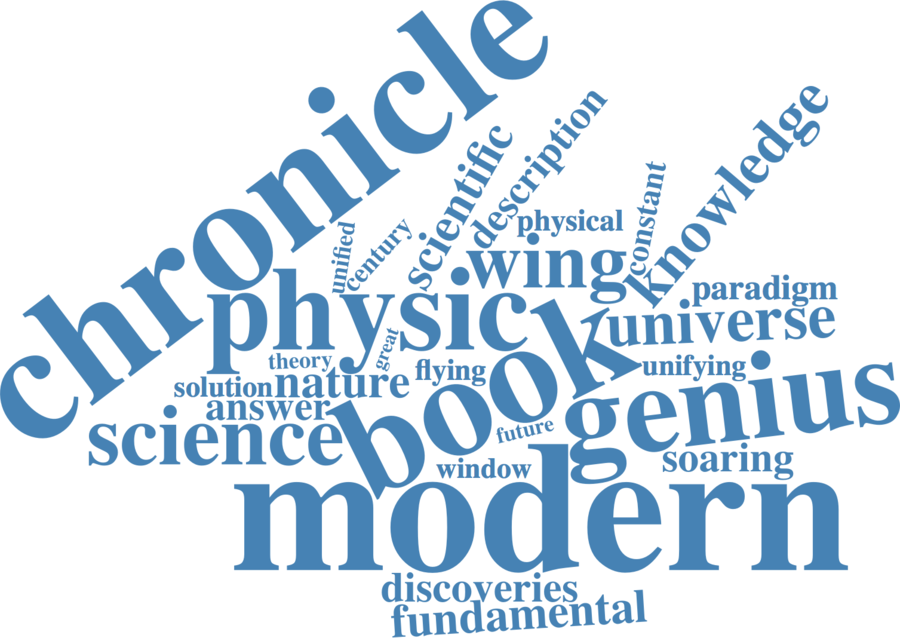 chronicle
scientific
description
knowledge
constant
physical
unified
century
wing
physic
paradigm
universe
theory
great
flying
book
unifying
solution
nature
genius
answer
science
future
window
soaring
modern
discoveries
fundamental